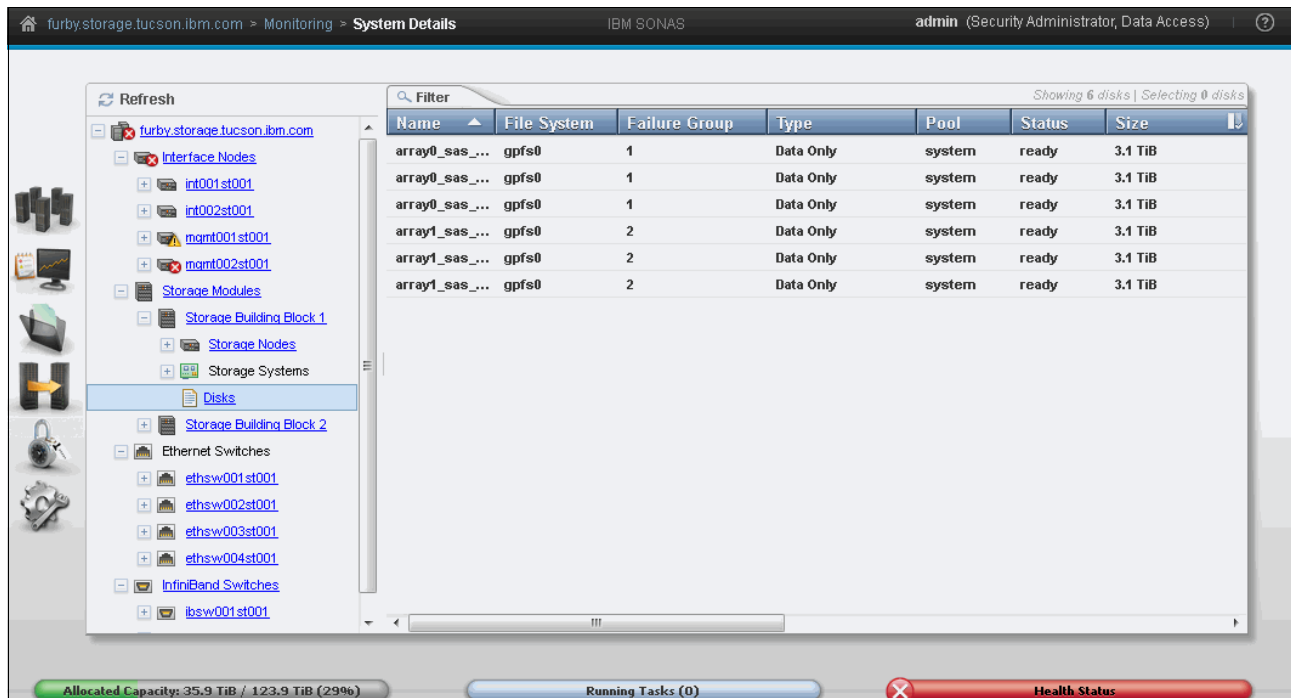 furby.storage.tucson.ibm.com > Monitoring > System Details IBM SONAS admin (Security Administrator, Data Access) ?
Refresh
furby.storage.tucson.ibm.com
Interface Nodes
int001st001
int002st001
mgmt001st001
mgmt002st001
Storage Modules
Storage Building Block 1
Storage Nodes
Storage Systems
Disks
Storage Building Block 2
Ethernet Switches
ethsw001st001
ethsw002st001
ethsw003st001
ethsw004st001
InfiniBand Switches
ibsw001st001
Filter Showing 6 disks | Selecting 0 disks
Name File System Failure Group Type Pool Status Size
array0_sas_... gpfs0 1 Data Only system ready 3.1 TiB
array0_sas_... gpfs0 1 Data Only system ready 3.1 TiB
array0_sas_... gpfs0 1 Data Only system ready 3.1 TiB
array1_sas_... gpfs0 2 Data Only system ready 3.1 TiB
array1_sas_... gpfs0 2 Data Only system ready 3.1 TiB
array1_sas_... gpfs0 2 Data Only system ready 3.1 TiB
Allocated Capacity: 35.9 TiB / 123.9 TiB (29%) Running Tasks (0) Health Status